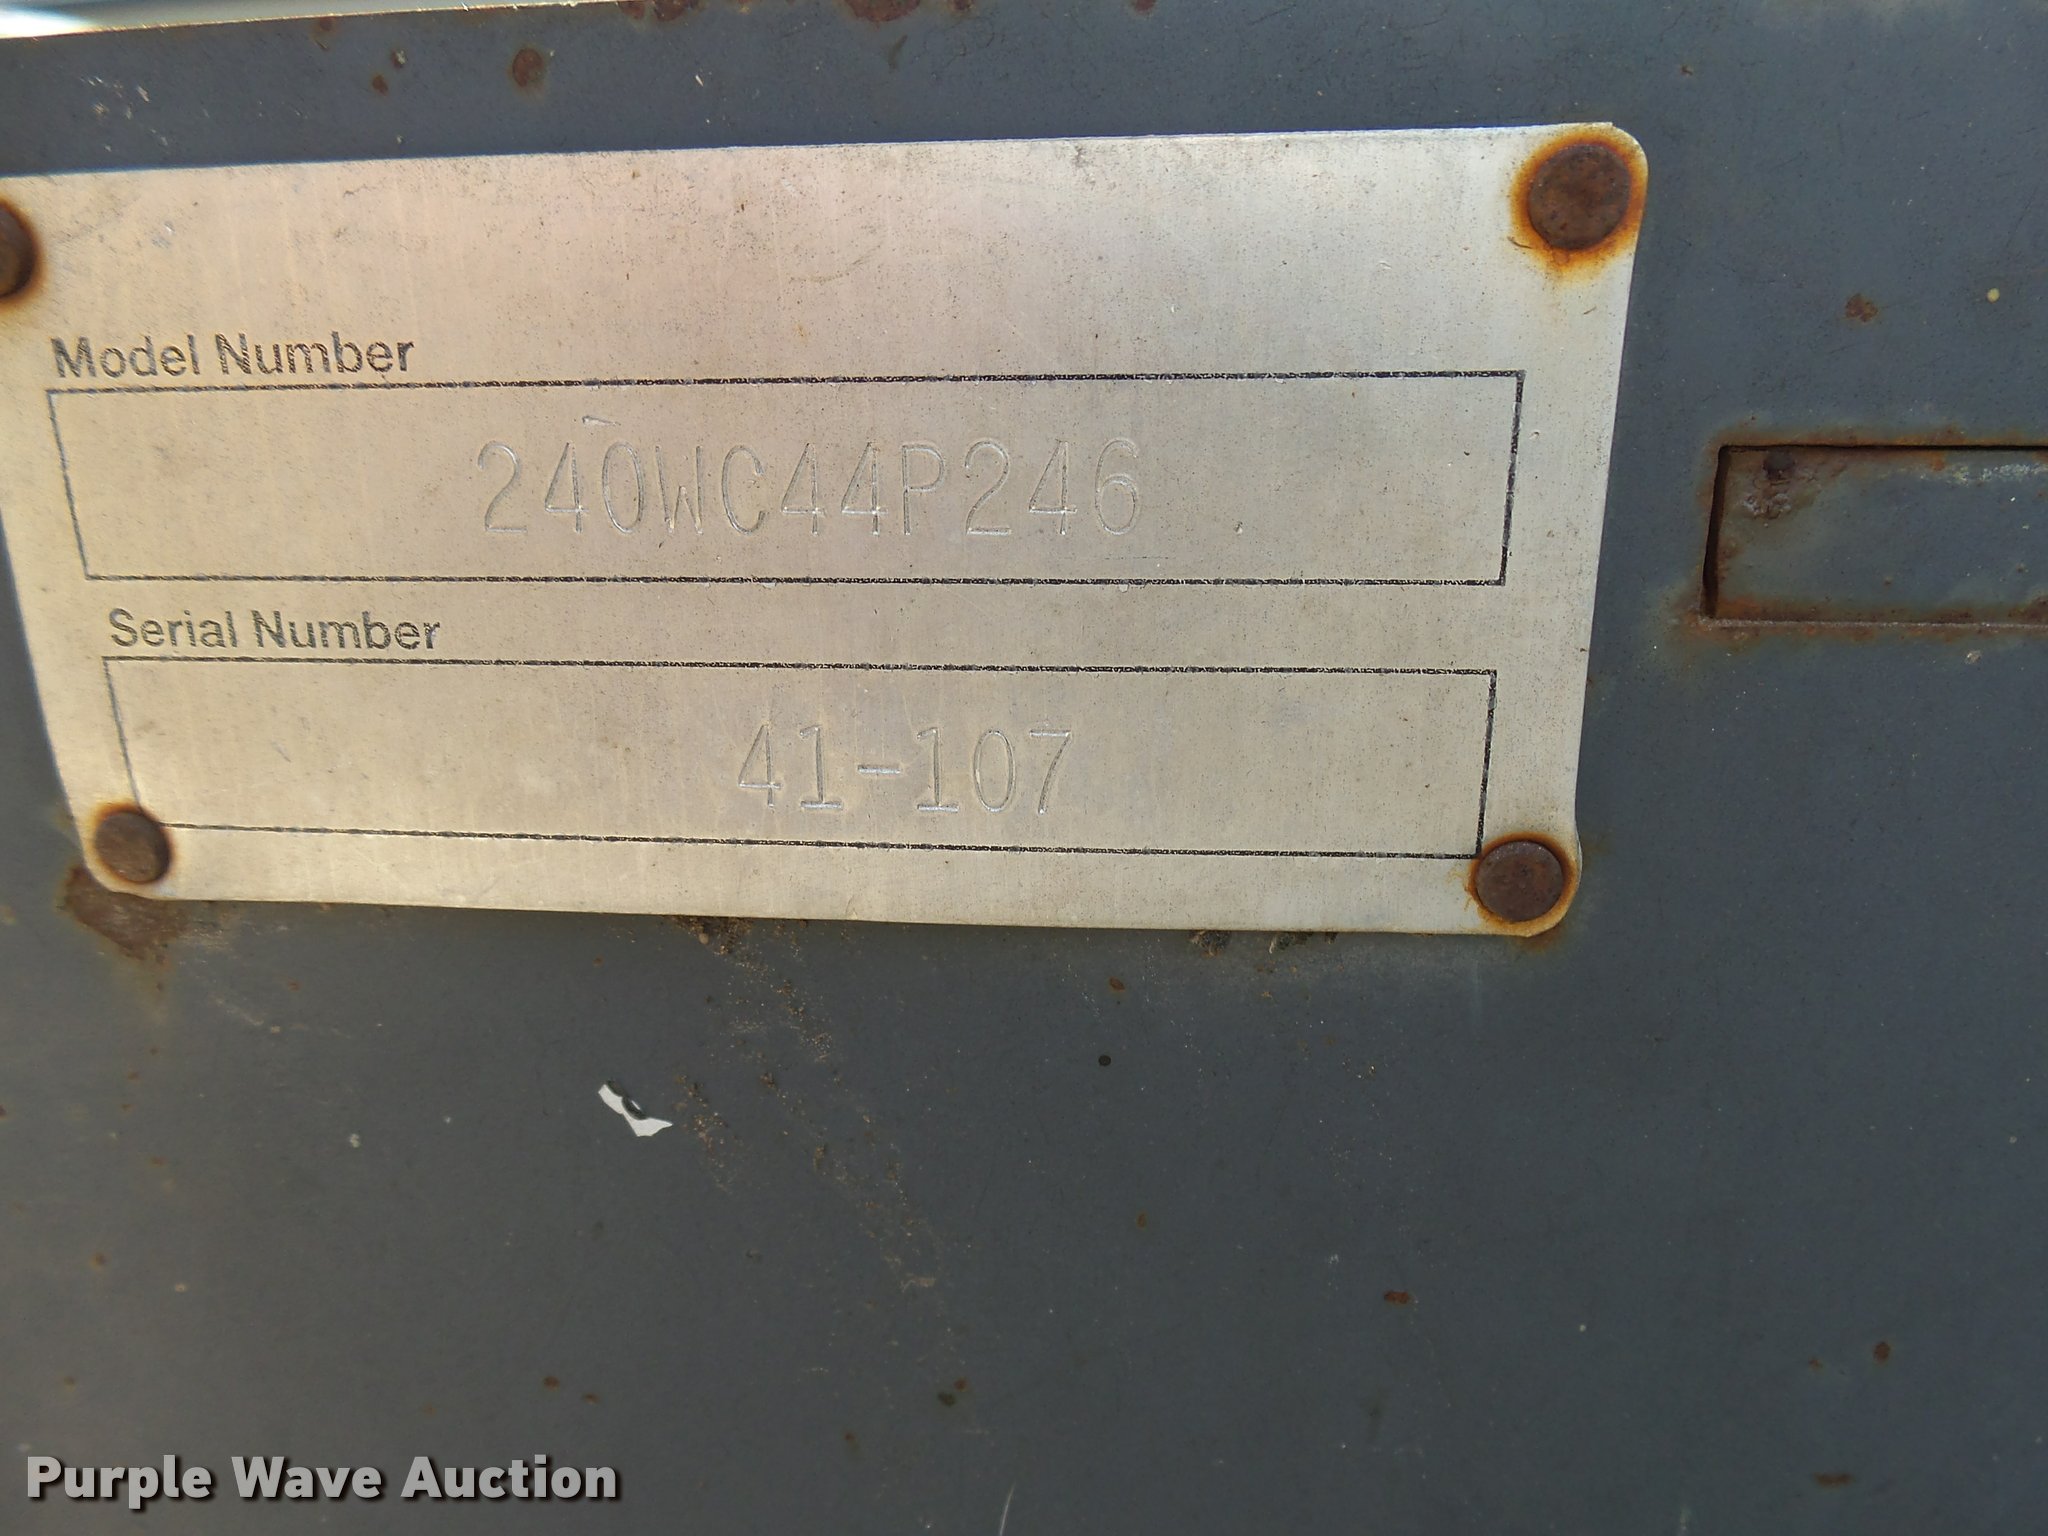 Model Number
240WC44P246
Serial Number
41-107
Purple Wave Auction